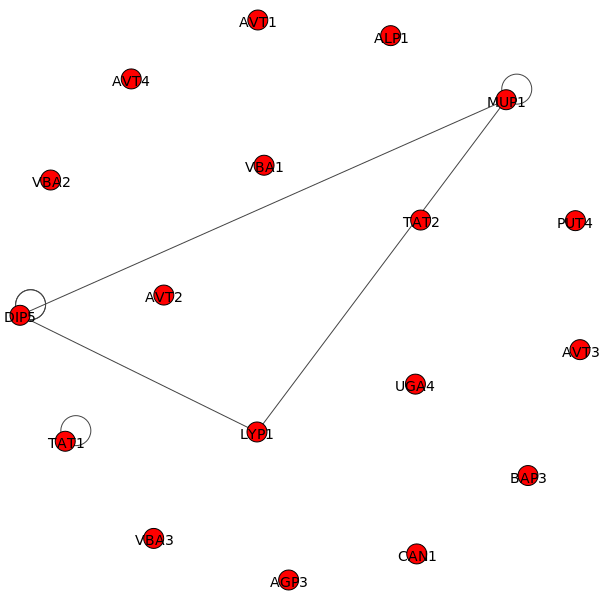 AVT1
ALP1
AVT4
MUP1
VBA1
VBA2
TAT2
PUT4
AVT2
DIP5
AVT3
UGA4
LYP1
TAT1
BAP3
VBA3
CAN1
AGP3